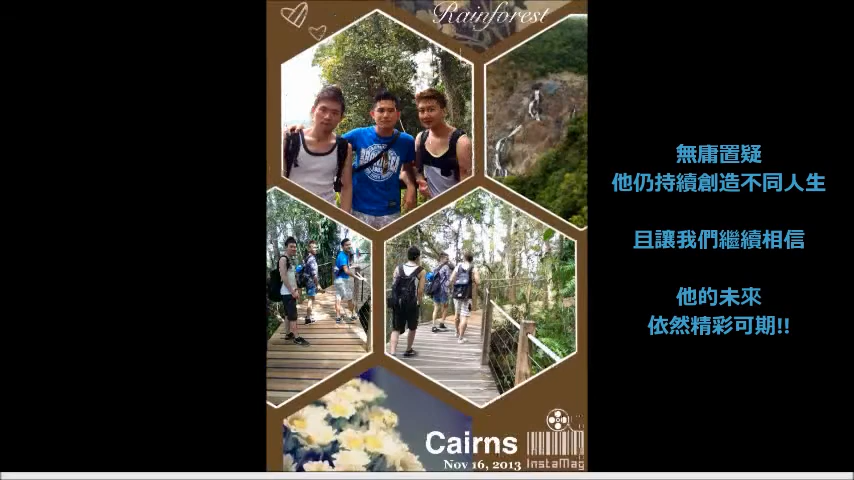 Rainforest
無庸置疑
他仍持續創造不同人生
且讓我們繼續相信
他的未來
依然精彩可期!!
Cairns
Nov 16, 2013
InstaMag